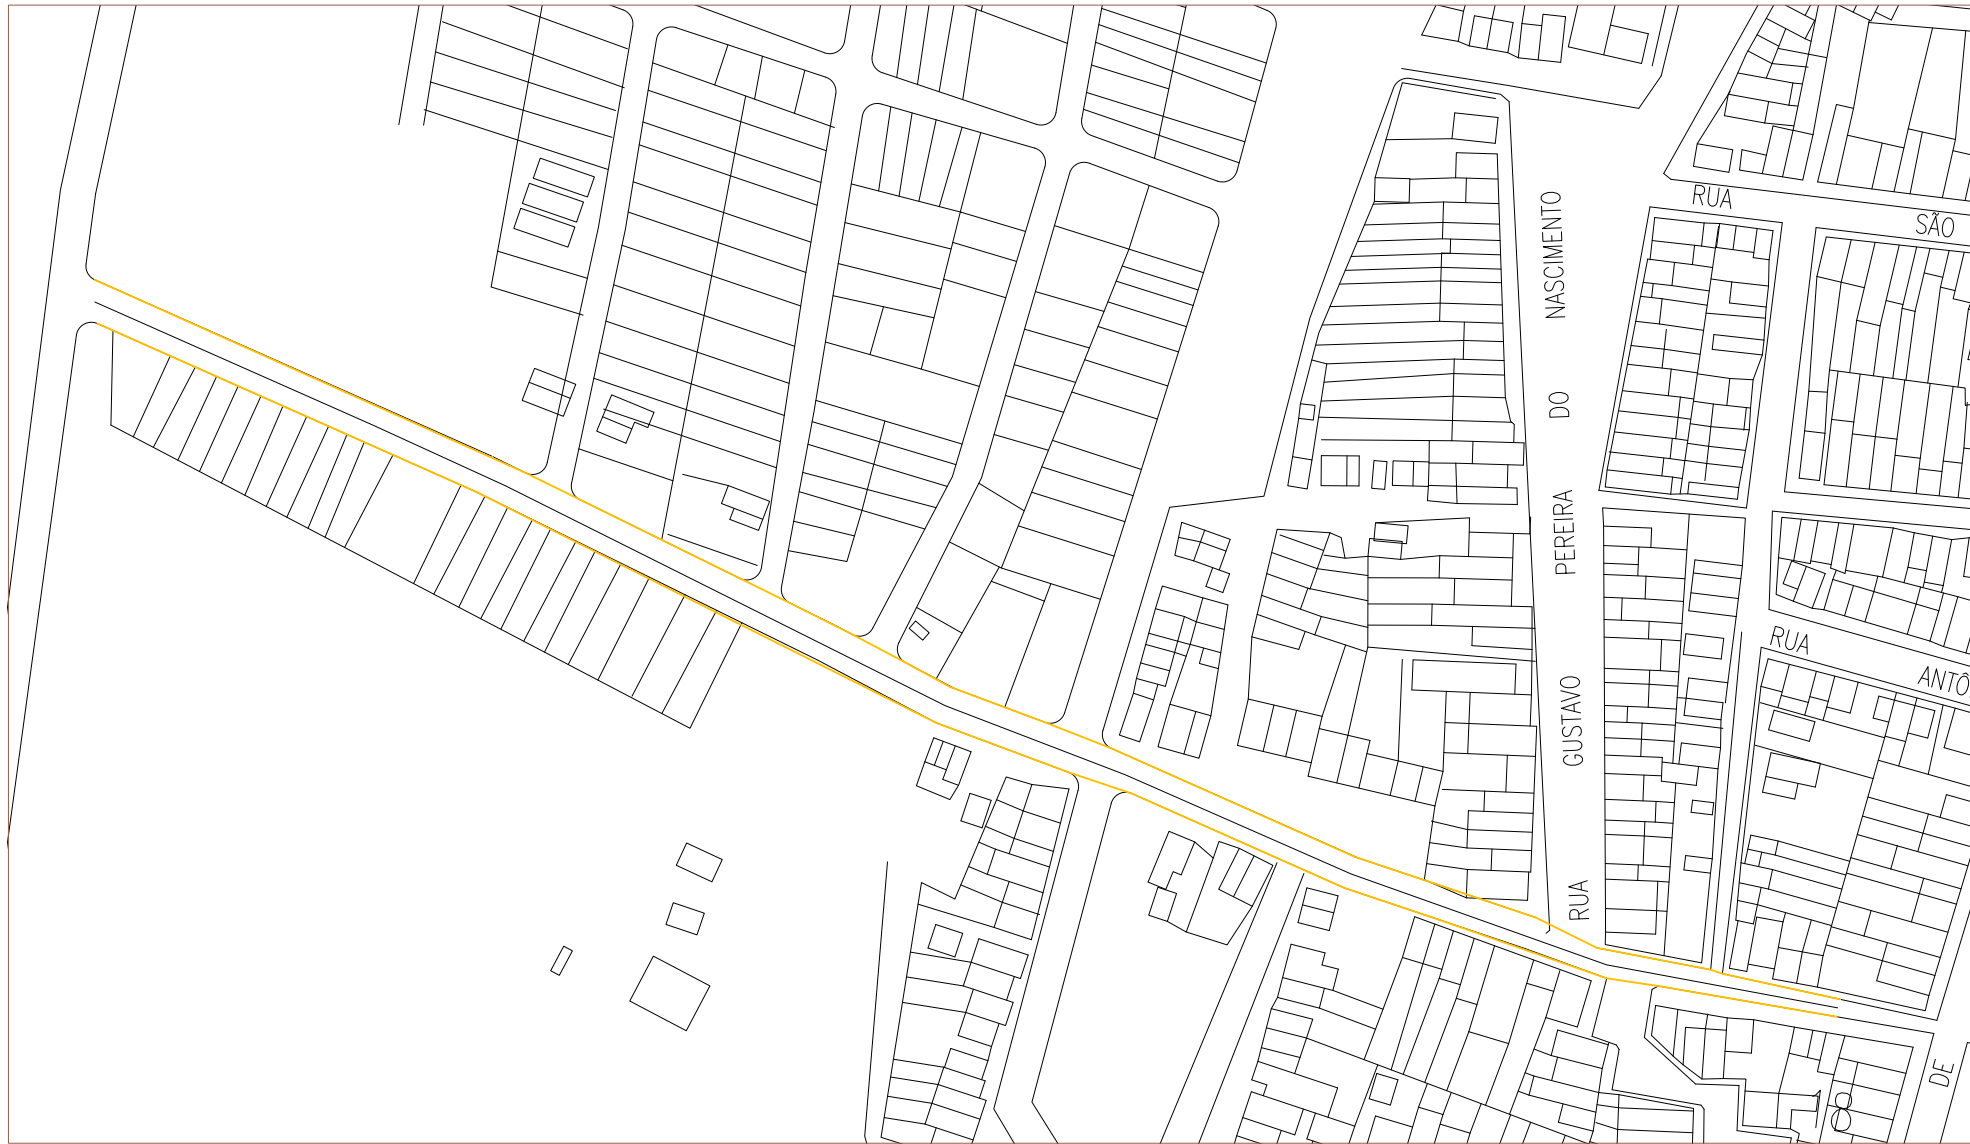 RUA
SÃO
RUA GUSTAVO PEREIRA DO NASCIMENTO
RUA
ANTÔ
DE
18